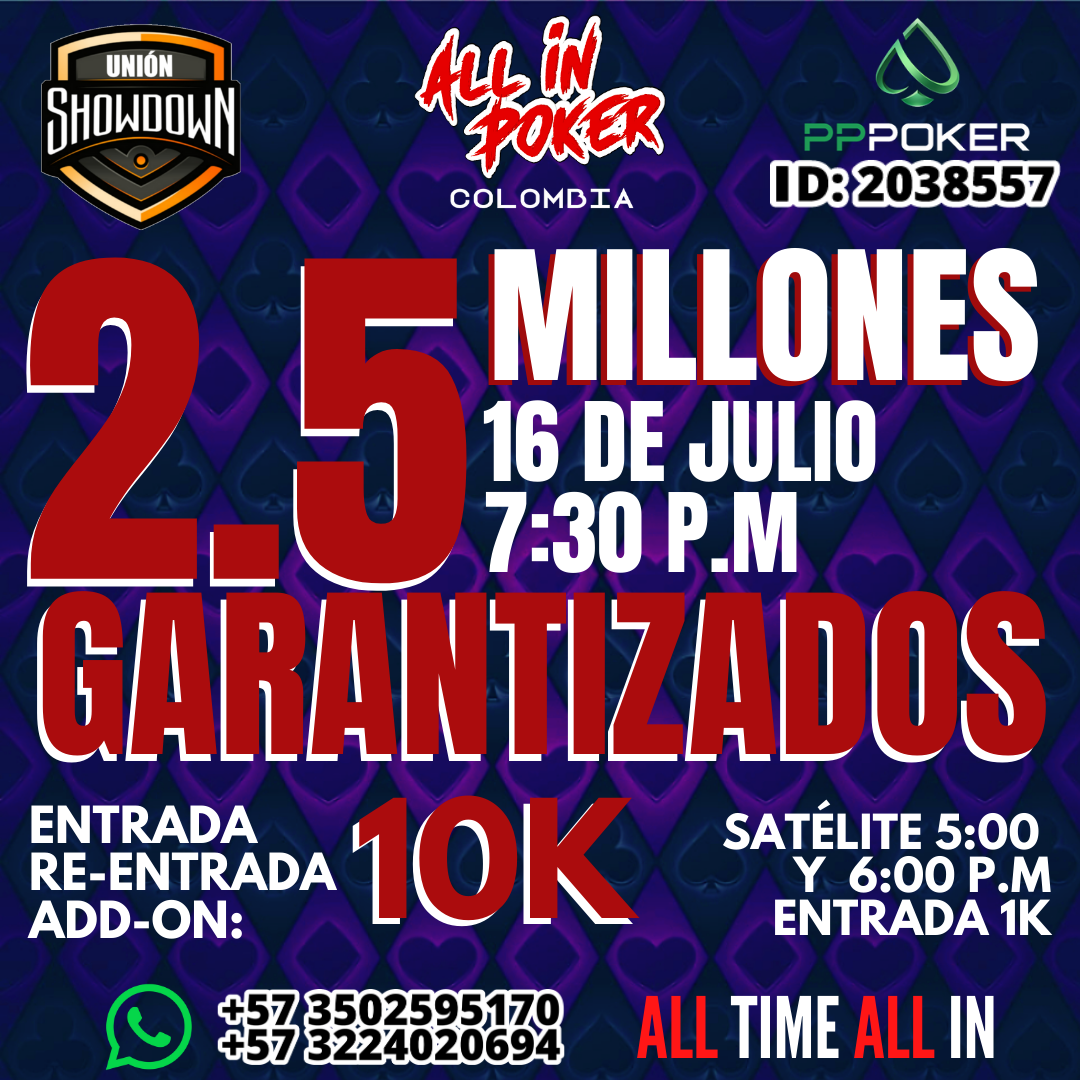 UNIÓN
SHOWDOWN
ALL IN
POKER
COLOMBIA
PPPOKER
ID: 2038557
2.5
MILLONES
16 DE JULIO
7:30 P.M
GARANTIZADOS
ENTRADA
RE-ENTRADA
ADD-ON:
10K
SATÉLITE 5:00
Y 6:00 P.M
ENTRADA 1K
+57 3502595170
+57 3224020694
ALL TIME ALL IN